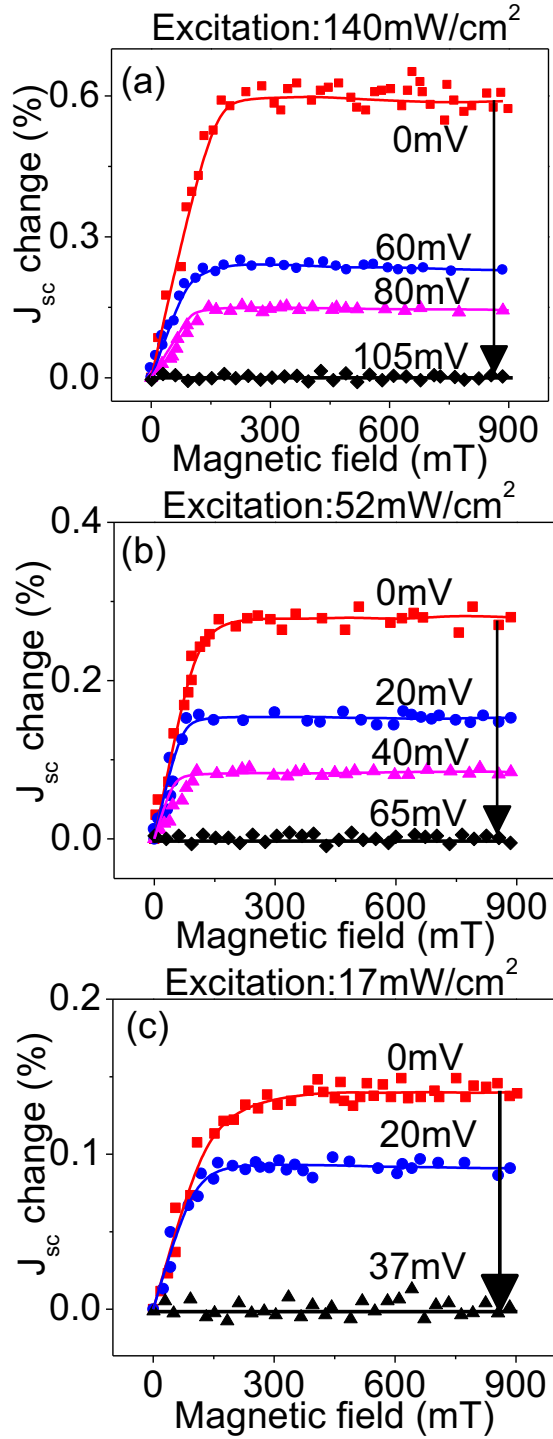 Excitation:140mW/cm²
(a)
0.6
0mV
60mV
0.3
80mV
105mV
0.0
0 300 600 900
J_sc change (%)
Magnetic field (mT)
Excitation:52mW/cm²
0.4
(b)
0mV
0.2
20mV
40mV
65mV
0.0
0 300 600 900
J_sc change (%)
Magnetic field (mT)
Excitation:17mW/cm²
0.2
(c)
0mV
0.1
20mV
37mV
0.0
0 300 600 900
J_sc change (%)
Magnetic field (mT)